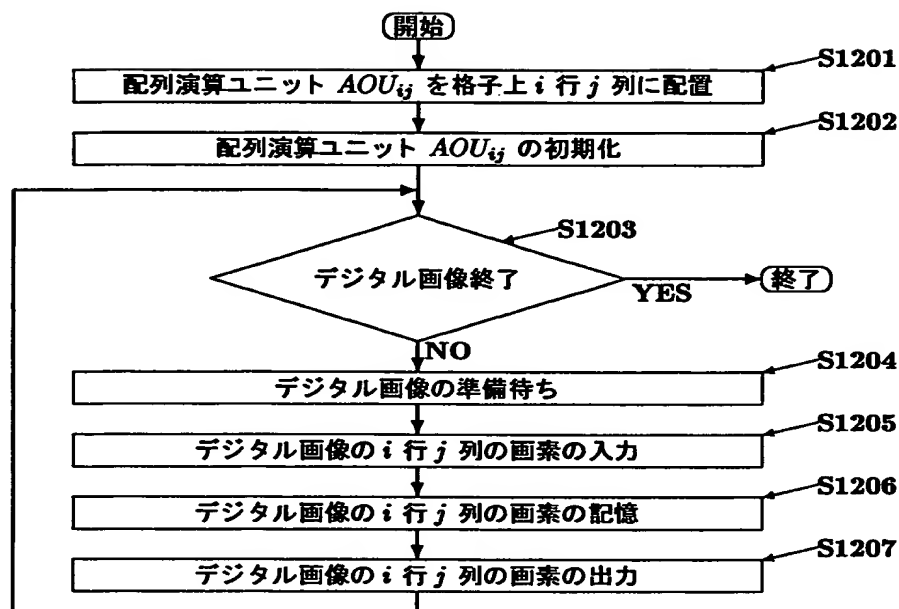 開始
S1201
配列演算ユニット AOU_{ij} を格子上 i 行 j 列に配置
S1202
配列演算ユニット AOU_{ij} の初期化
S1203
デジタル画像終了
YES
終了
NO
S1204
デジタル画像の準備待ち
S1205
デジタル画像の i 行 j 列の画素の入力
S1206
デジタル画像の i 行 j 列の画素の記憶
S1207
デジタル画像の i 行 j 列の画素の出力